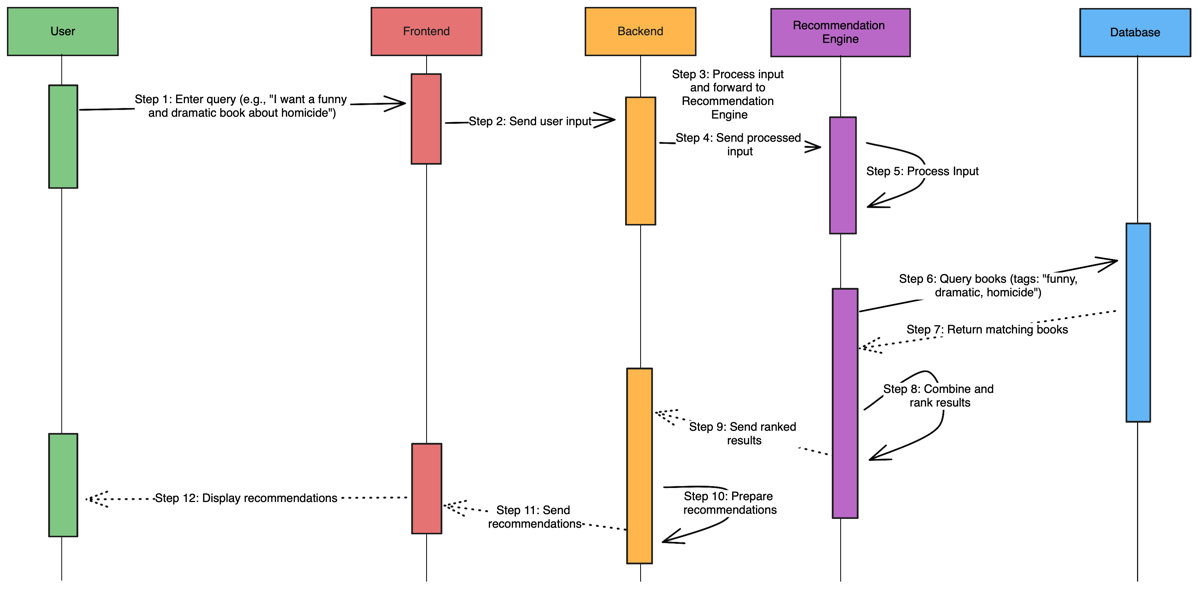 User
Frontend
Backend
Recommendation
Engine
Database
Step 1: Enter query (e.g., "I want a funny
and dramatic book about homicide")
Step 2: Send user input
Step 3: Process input
and forward to
Recommendation
Engine
Step 4: Send processed
input
Step 5: Process Input
Step 6: Query books (tags: "funny,
dramatic, homicide")
Step 7: Return matching books
Step 8: Combine and
rank results
Step 9: Send ranked
results
Step 10: Prepare
recommendations
Step 11: Send
recommendations
Step 12: Display recommendations